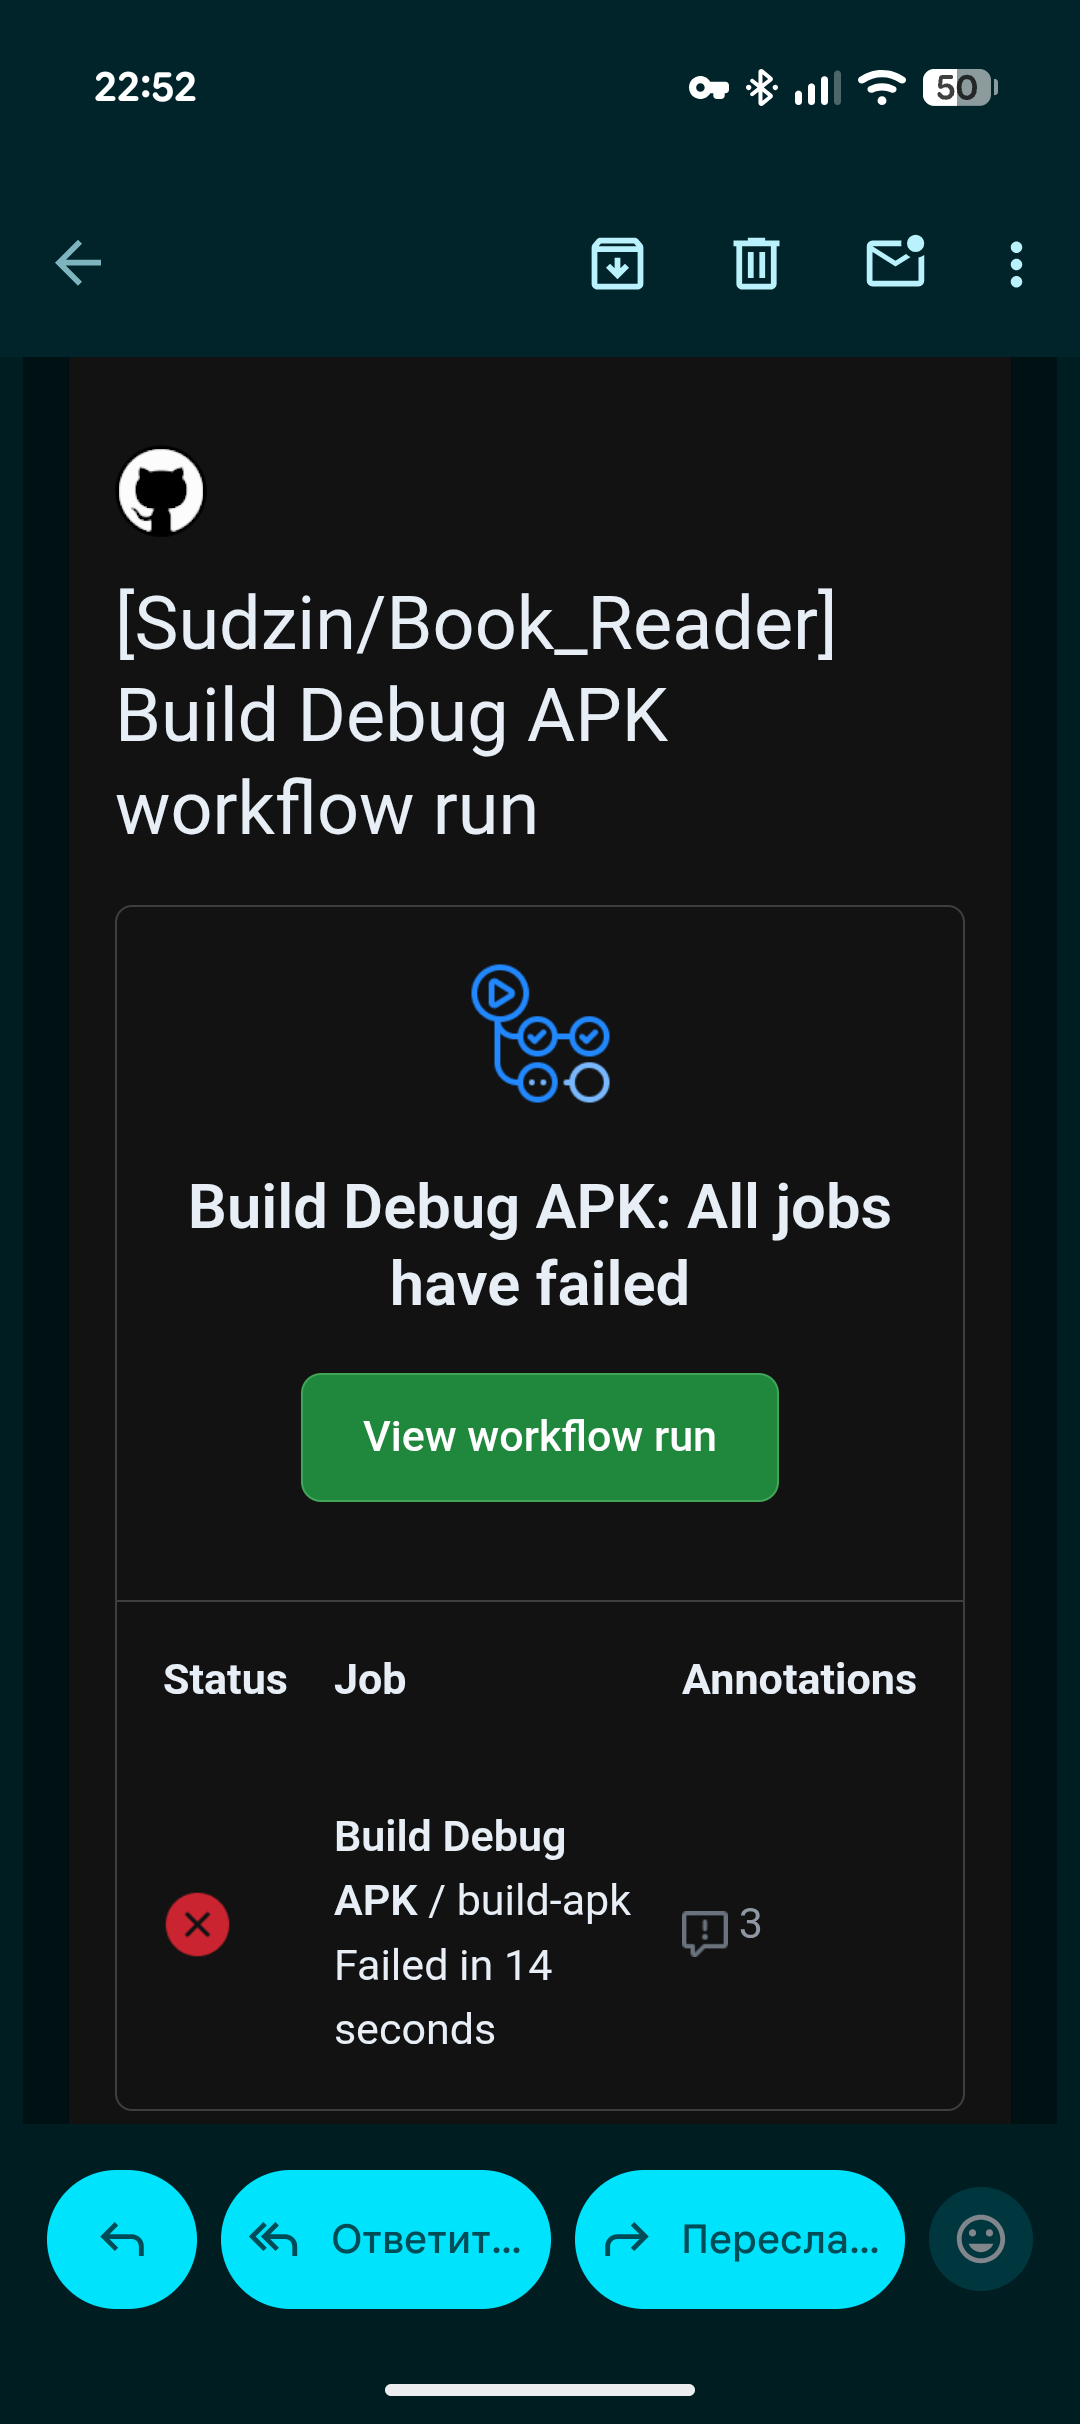 22:52
50
[Sudzin/Book_Reader]
Build Debug APK
workflow run
Build Debug APK: All jobs
have failed
View workflow run
Status Job Annotations
Build Debug
APK / build-apk
Failed in 14
seconds
3
Ответит...
Пересла...